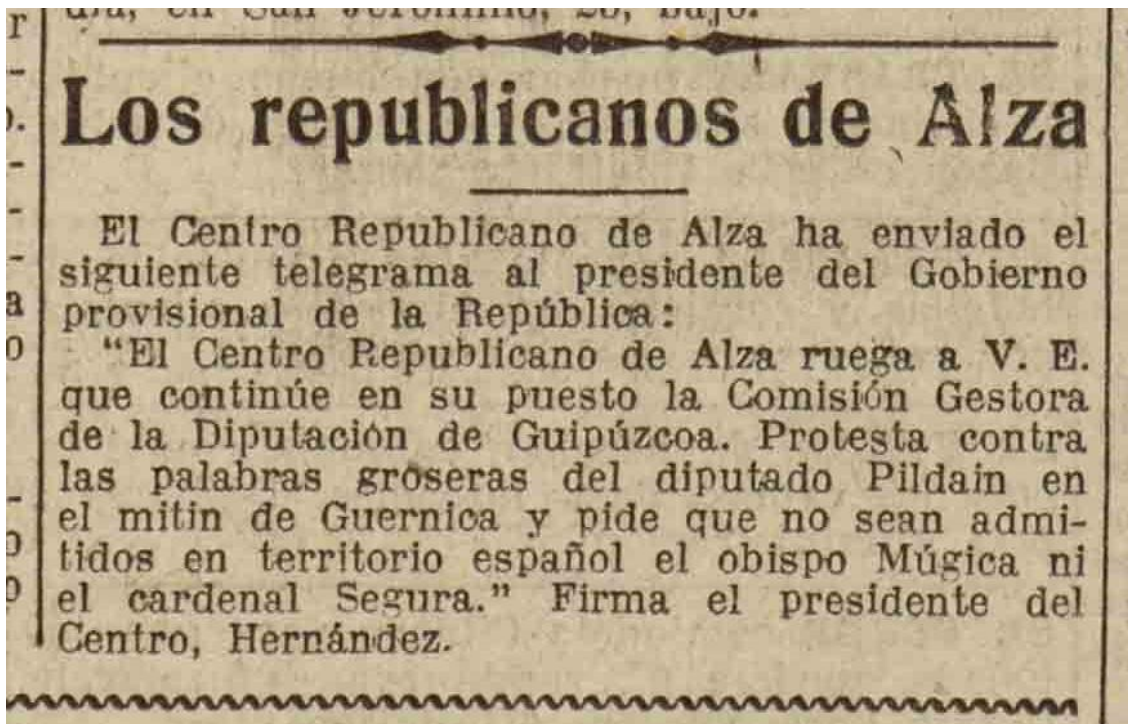 Los republicanos de Alza
El Centro Republicano de Alza ha enviado el
siguiente telegrama al presidente del Gobierno
provisional de la República:
"El Centro Republicano de Alza ruega a V. E.
que continúe en su puesto la Comisión Gestora
de la Diputación de Guipúzcoa. Protesta contra
las palabras groseras del diputado Pildain en
el mitin de Guernica y pide que no sean admi-
tidos en territorio español el obispo Múgica ni
el cardenal Segura." Firma el presidente del
Centro, Hernández.